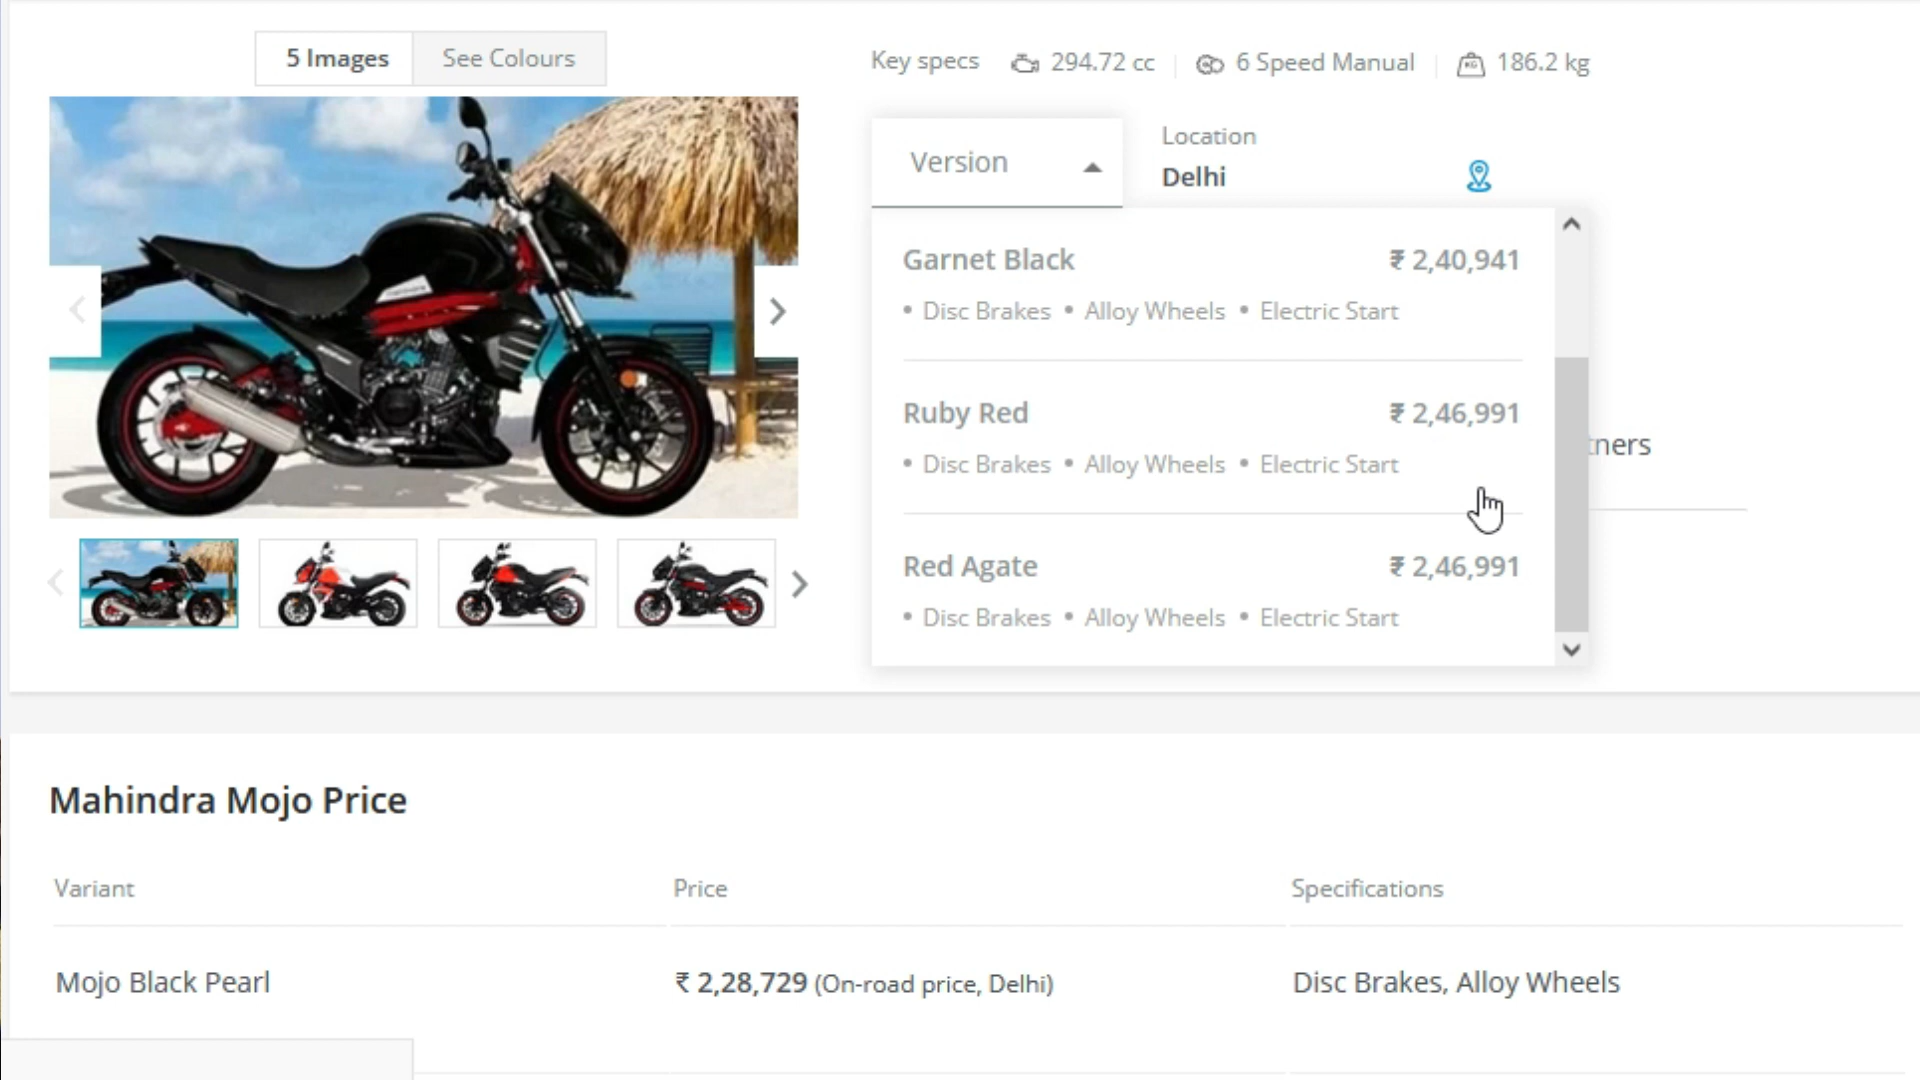 5 Images
See Colours
Key specs 294.72 cc 6 Speed Manual KG 186.2 kg
Version
Location
Delhi
Garnet Black ₹ 2,40,941
• Disc Brakes • Alloy Wheels • Electric Start
Ruby Red ₹ 2,46,991
• Disc Brakes • Alloy Wheels • Electric Start
tners
Red Agate ₹ 2,46,991
• Disc Brakes • Alloy Wheels • Electric Start
Mahindra Mojo Price
Variant Price Specifications
Mojo Black Pearl ₹ 2,28,729 (On-road price, Delhi) Disc Brakes, Alloy Wheels